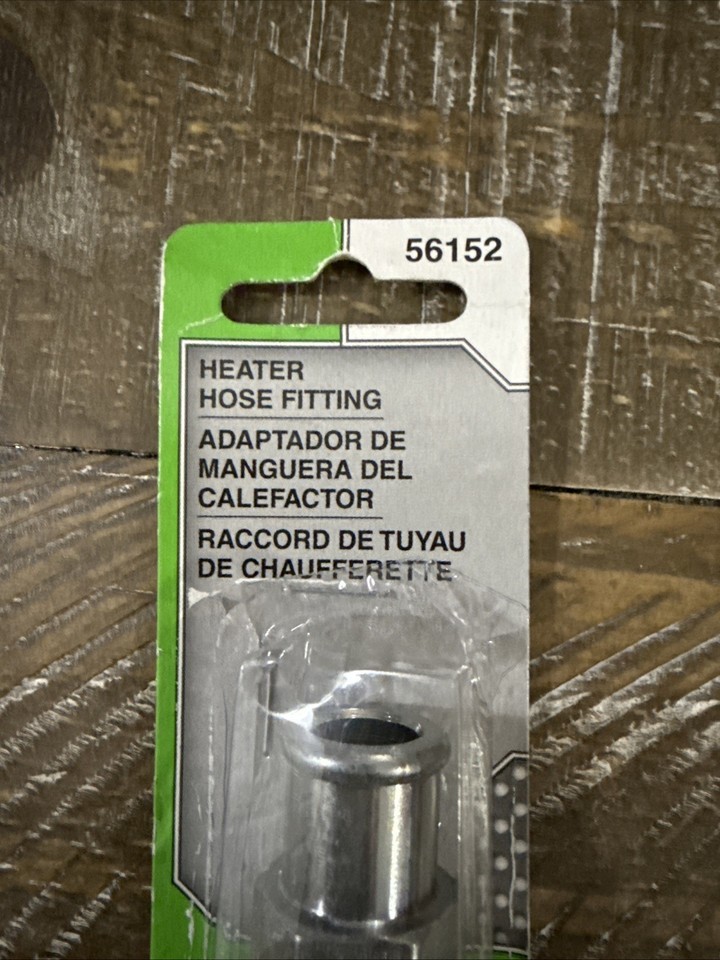 56152
HEATER
HOSE FITTING
ADAPTADOR DE
MANGUERA DEL
CALEFACTOR
RACCORD DE TUYAU
DE CHAUFFERETTE